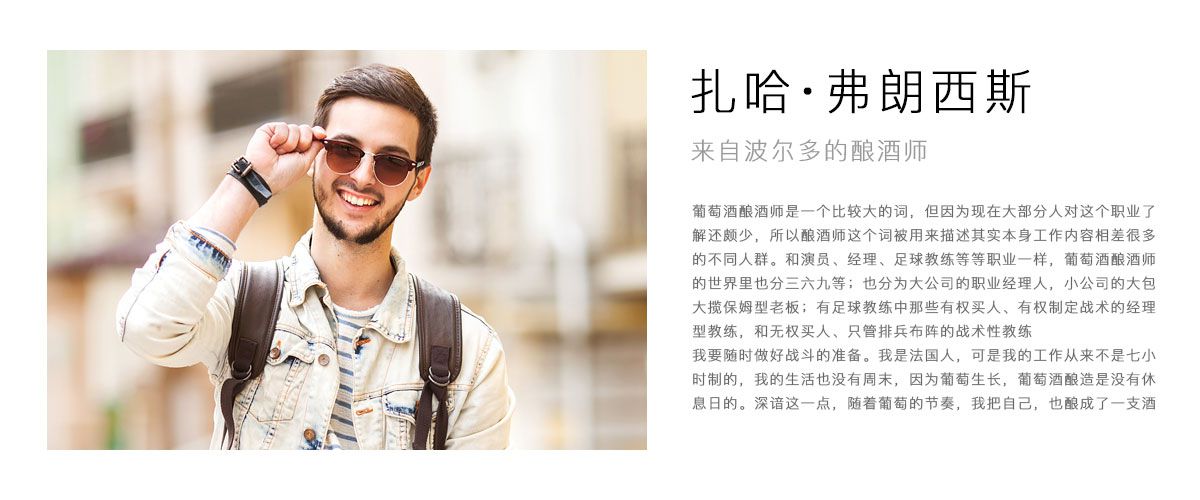 扎哈·弗朗西斯
来自波尔多的酿酒师
葡萄酒酿酒师是一个比较大的词，但因为现在大部分人对这个职业了
解还颇少，所以酿酒师这个词被用来描述其实本身工作内容相差很多
的不同人群。和演员、经理、足球教练等等职业一样，葡萄酒酿酒师
的世界里也分三六九等；也分为大公司的职业经理人，小公司的大包
大揽保姆型老板；有足球教练中那些有权买人、有权制定战术的经理
型教练，和无权买人、只管排兵布阵的战术性教练
我要随时做好战斗的准备。我是法国人，可是我的工作从来不是七小
时制的，我的生活也没有周末，因为葡萄生长，葡萄酒酿造是没有休
息日的。深谙这一点，随着葡萄的节奏，我把自己，也酿成了一支酒